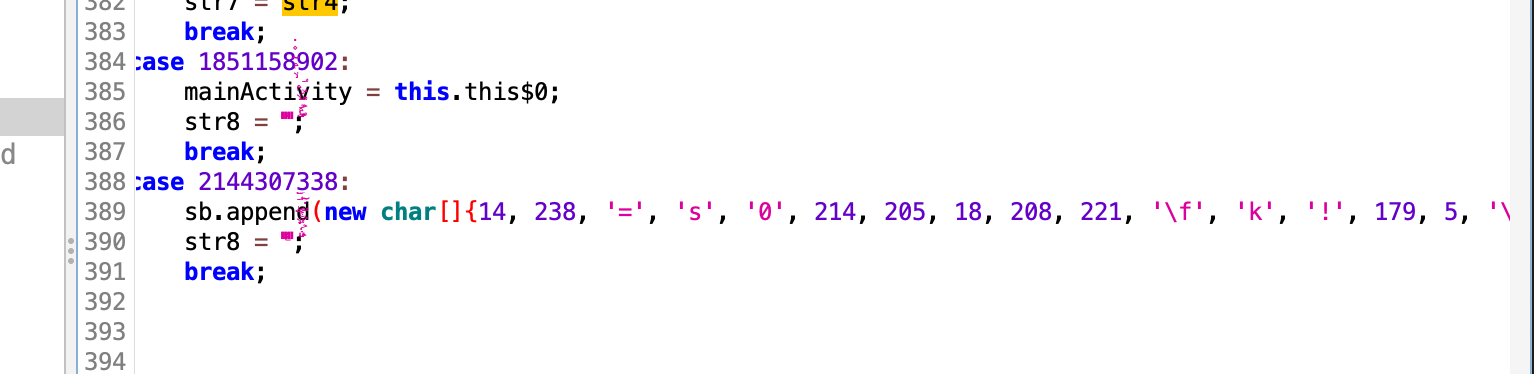 382 str7 = str4;
383 break;
384 case 1851158902:
385 mainActivity = this.this$0;
386 str8 = "";
387 break;
388 case 2144307338:
389 sb.append(new char[]{14, 238, '=', 's', '0', 214, 205, 18, 208, 221, '\f', 'k', '!', 179, 5, '\
d
390 str8 = "";
391 break;
392
393
394